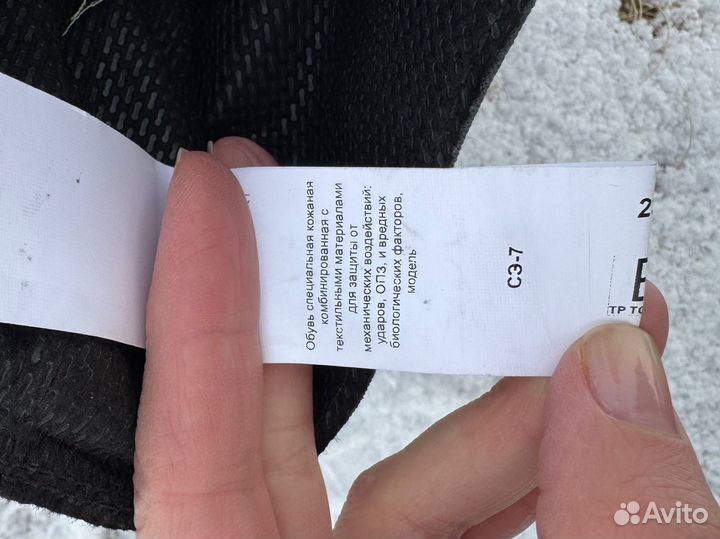 Обувь специальная кожаная
комбинированная с
текстильными материалами
для защиты от
механических воздействий:
ударов, ОПЗ, и вредных
биологических факторов,
модель
СЭ-7
2
ТР ТС
Avito